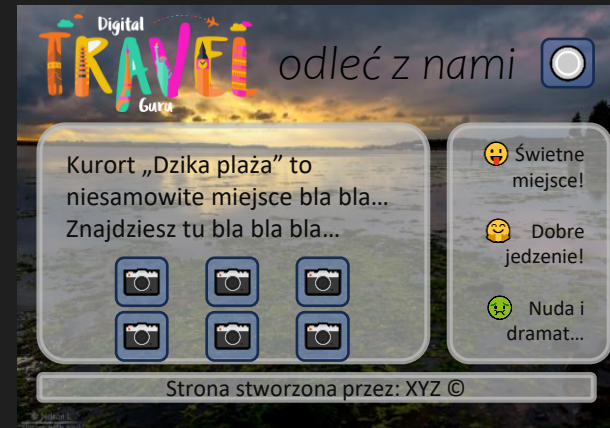 Digital
TRAVEL
Guru
odleć z nami
Kurort „Dzika plaża” to
niesamowite miejsce bla bla...
Znajdziesz tu bla bla bla...
Świetne
miejsce!
Dobre
jedzenie!
Nuda i
dramat...
Strona stworzona przez: XYZ ©